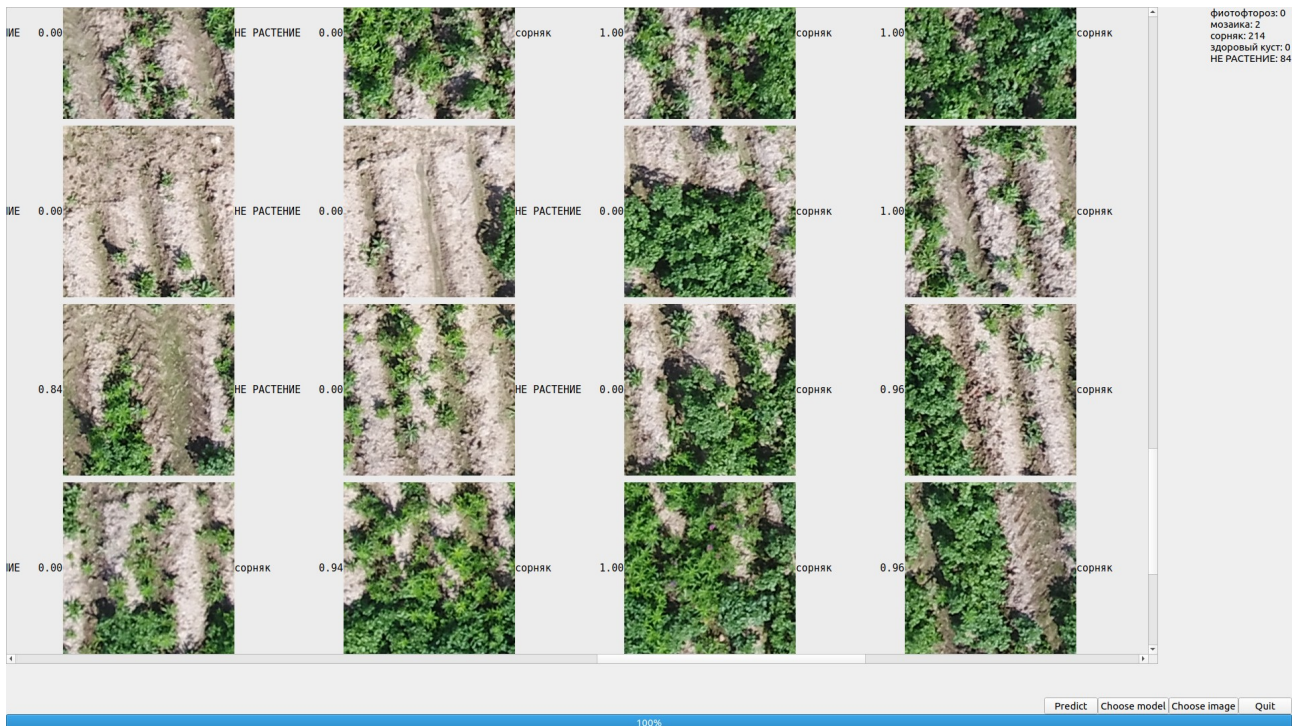 ИЕ 0.00 НЕ РАСТЕНИЕ 0.00 сорняк 1.00 1.00 сорняк
ИЕ 0.00 НЕ РАСТЕНИЕ 0.00 НЕ РАСТЕНИЕ 0.00 сорняк 1.00 сорняк
0.84 НЕ РАСТЕНИЕ 0.00 НЕ РАСТЕНИЕ 0.00 сорняк 0.96 сорняк
ИЕ 0.00 сорняк 0.94 сорняк 1.00 сорняк 0.96 сорняк
фиотофтороз: 0
мозаика: 2
сорняк: 214
здоровый куст: 0
НЕ РАСТЕНИЕ: 84
Predict Choose model Choose image Quit
100%